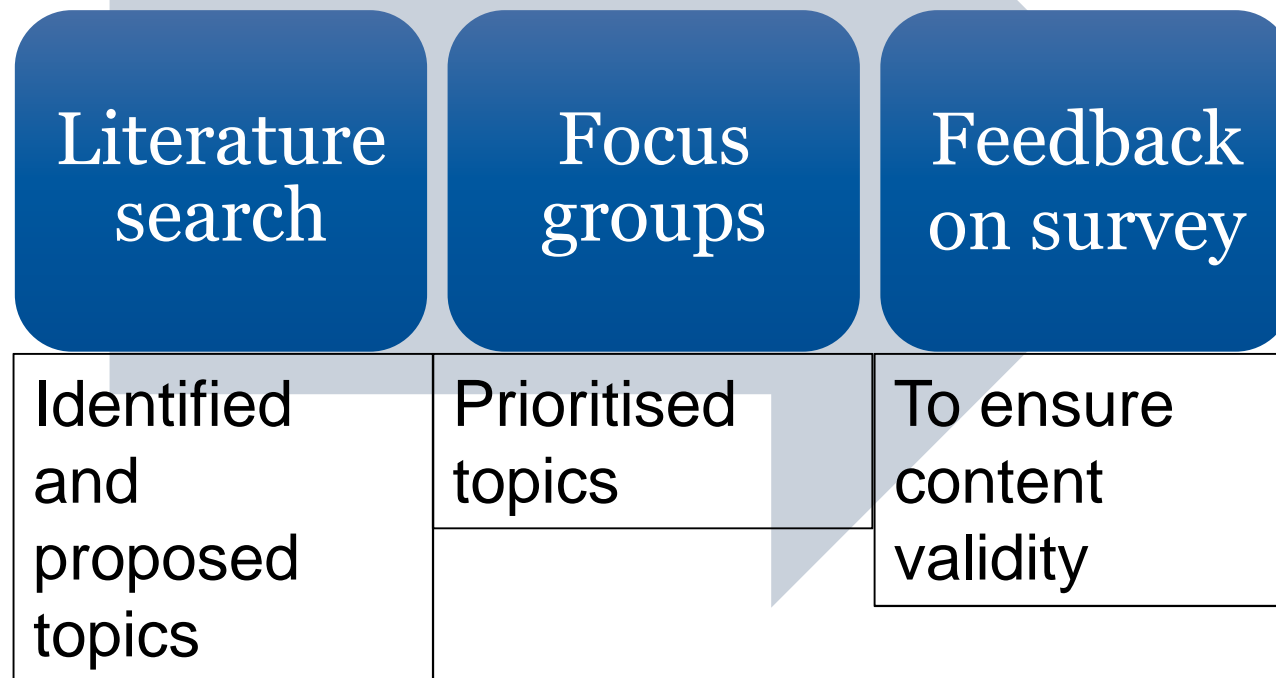 Literature
search
Focus
groups
Feedback
on survey
Identified
and
proposed
topics
Prioritised
topics
To ensure
content
validity